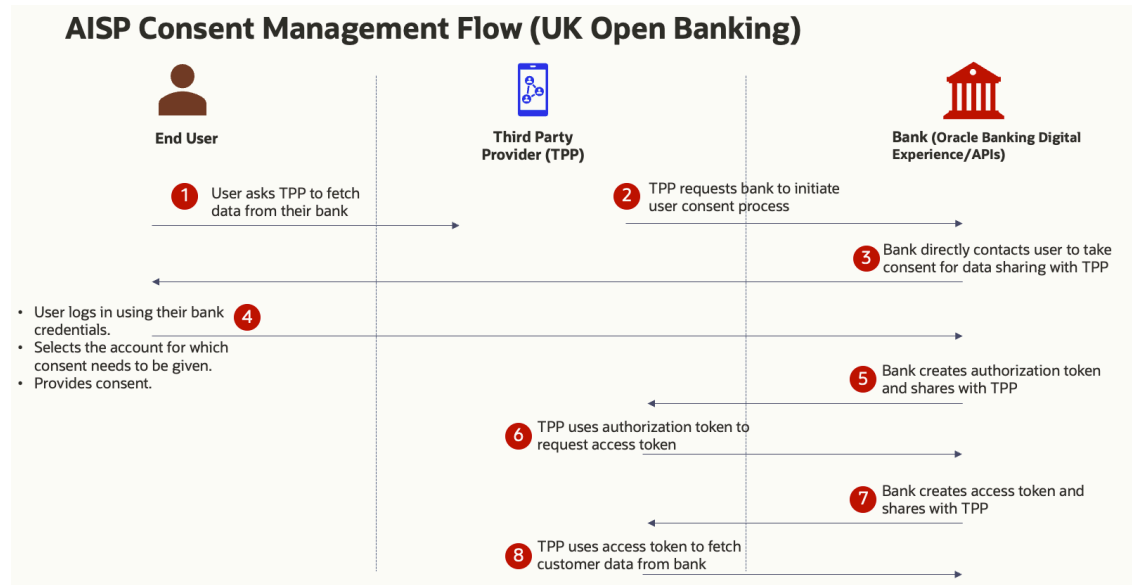 AISP Consent Management Flow (UK Open Banking)
End User
Third Party
Provider (TPP)
Bank (Oracle Banking Digital
Experience/APIs)
1
User asks TPP to fetch
data from their bank
2
TPP requests bank to initiate
user consent process
3
Bank directly contacts user to take
consent for data sharing with TPP
4
• User logs in using their bank
credentials.
• Selects the account for which
consent needs to be given.
• Provides consent.
5
Bank creates authorization token
and shares with TPP
6
TPP uses authorization token to
request access token
7
Bank creates access token and
shares with TPP
8
TPP uses access token to fetch
customer data from bank